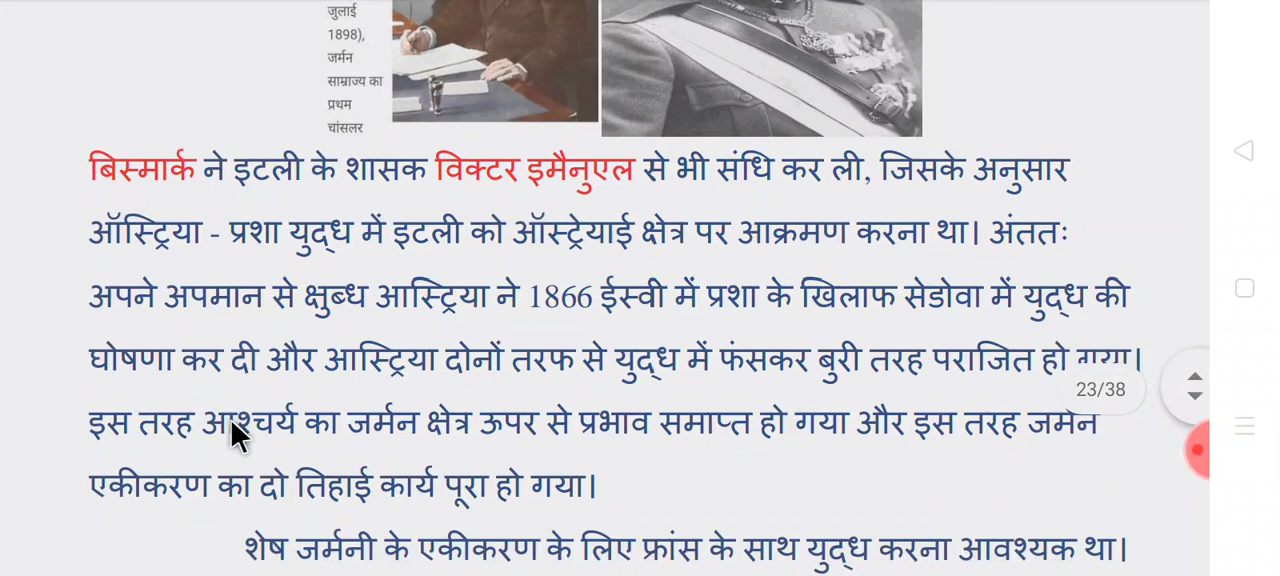 जुलाई
1898),
जर्मन
साम्राज्य का
प्रथम
चांसलर
बिस्मार्क ने इटली के शासक विक्टर इमैनुएल से भी संधि कर ली, जिसके अनुसार
ऑस्ट्रिया - प्रशा युद्ध में इटली को ऑस्ट्रेयाई क्षेत्र पर आक्रमण करना था। अंततः
अपने अपमान से क्षुब्ध आस्ट्रिया ने 1866 ईस्वी में प्रशा के खिलाफ सेडोवा में युद्ध की
घोषणा कर दी और आस्ट्रिया दोनों तरफ से युद्ध में फंसकर बुरी तरह पराजित हो गया।
23/38
इस तरह आश्चर्य का जर्मन क्षेत्र ऊपर से प्रभाव समाप्त हो गया और इस तरह जर्मन
एकीकरण का दो तिहाई कार्य पूरा हो गया।
शेष जर्मनी के एकीकरण के लिए फ्रांस के साथ युद्ध करना आवश्यक था।